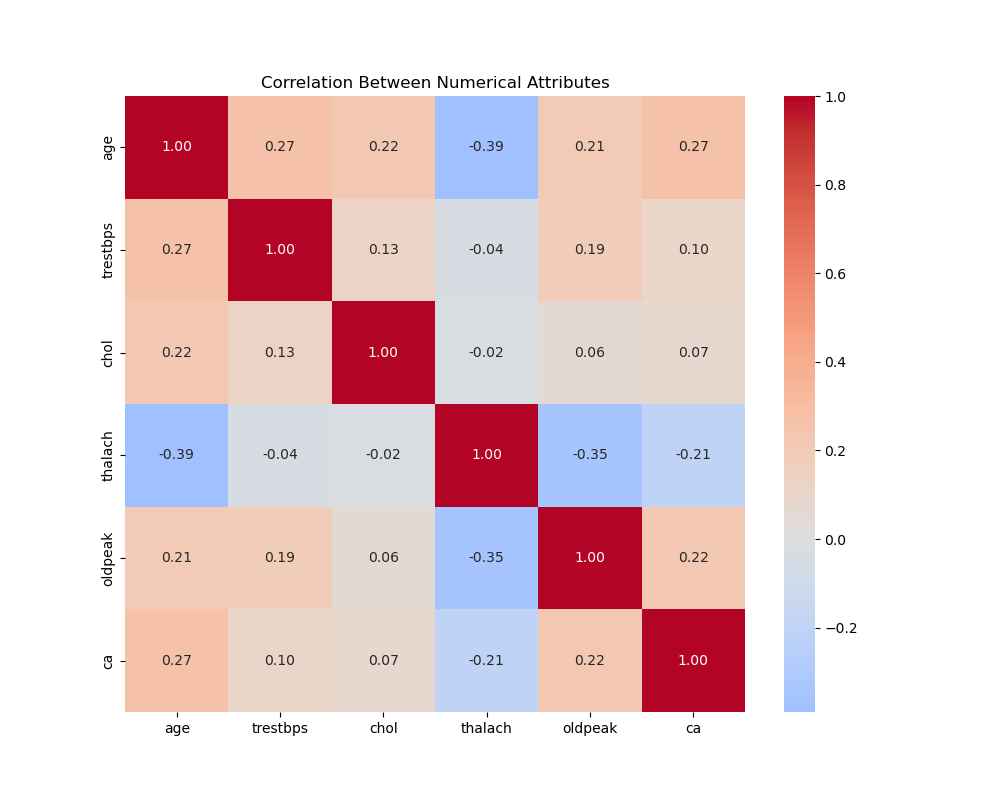 Correlation Between Numerical Attributes
age 1.00 0.27 0.22 -0.39 0.21 0.27
trestbps 0.27 1.00 0.13 -0.04 0.19 0.10
chol 0.22 0.13 1.00 -0.02 0.06 0.07
thalach -0.39 -0.04 -0.02 1.00 -0.35 -0.21
oldpeak 0.21 0.19 0.06 -0.35 1.00 0.22
ca 0.27 0.10 0.07 -0.21 0.22 1.00
age trestbps chol thalach oldpeak ca
1.0
0.8
0.6
0.4
0.2
0.0
−0.2